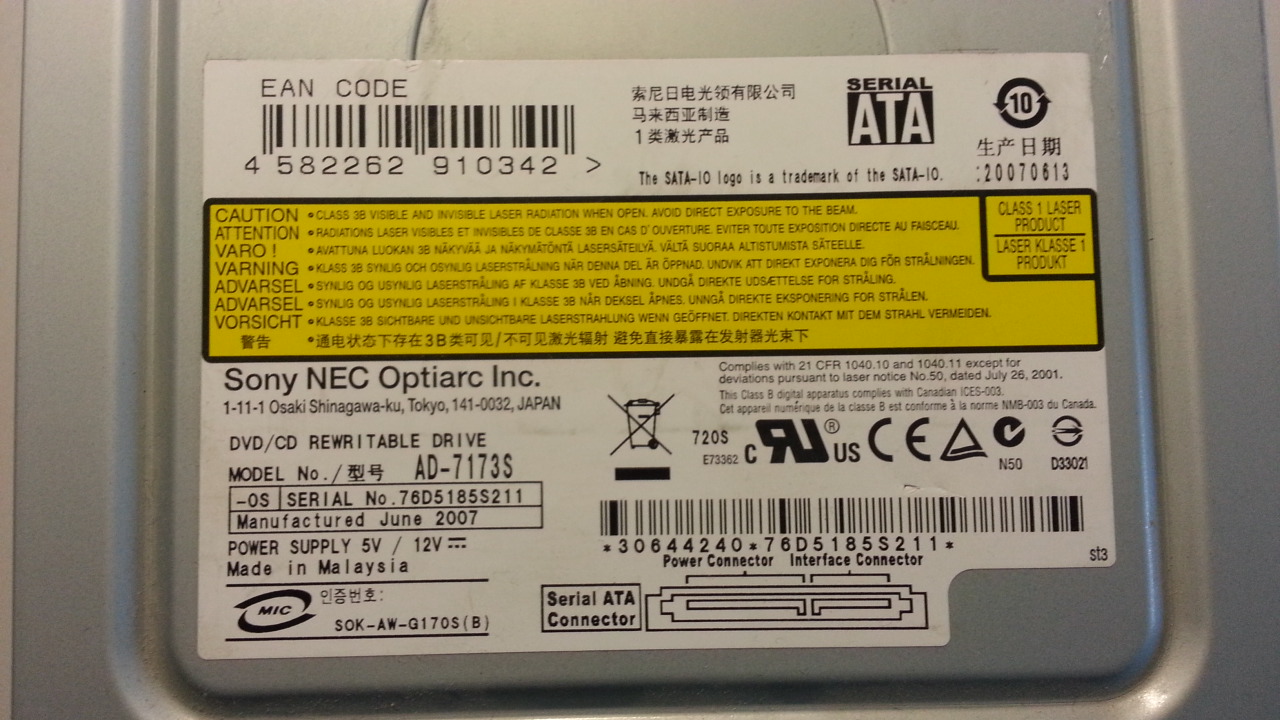 EAN CODE
4 582262 910342 >
索尼日电光领有限公司
马来西亚制造
1类激光产品
SERIAL
ATA
The SATA-IO logo is a trademark of the SATA-IO.
10
生产日期
:20070613
CAUTION •CLASS 3B VISIBLE AND INVISIBLE LASER RADIATION WHEN OPEN. AVOID DIRECT EXPOSURE TO THE BEAM.
ATTENTION •RADIATIONS LASER VISIBLES ET INVISIBLES DE CLASSE 3B EN CAS D'OUVERTURE. EVITER TOUTE EXPOSITION DIRECTE AU FAISCEAU.
VARO ! •AVATTUNA LUOKAN 3B NÄKYVÄÄ JA NÄKYMÄTÖNTÄ LASERSÄTEILYÄ. VÄLTÄ SUORAA ALTISTUMISTA SÄTEELLE.
VARNING •KLASS 3B SYNLIG OCH OSYNLIG LASERSTRÅLNING NÄR DENNA DEL ÄR ÖPPNAD. UNDVIK ATT DIREKT EXPONERA DIG FÖR STRÅLNINGEN.
ADVARSEL •SYNLIG OG USYNLIG LASERSTRÅLING AF KLASSE 3B VED ÅBNING. UNDGÅ DIREKTE UDSÆTTELSE FOR STRÅLING.
ADVARSEL •SYNLIG OG USYNLIG LASERSTRÅLING I KLASSE 3B NÅR DEKSEL ÅPNES. UNNGÅ DIREKTE EKSPONERING FOR STRÅLEN.
VORSICHT •KLASSE 3B SICHTBARE UND UNSICHTBARE LASERSTRAHLUNG WENN GEÖFFNET. DIREKTEN KONTAKT MIT DEM STRAHL VERMEIDEN.
警告 •通电状态下存在3B类可见/不可见激光辐射 避免直接暴露在发射器光束下
CLASS 1 LASER
PRODUCT
LASER KLASSE 1
PRODUKT
Sony NEC Optiarc Inc.
1-11-1 Osaki Shinagawa-ku, Tokyo, 141-0032, JAPAN
Complies with 21 CFR 1040.10 and 1040.11 except for
deviations pursuant to laser notice No.50, dated July 26, 2001.
This Class B digital apparatus complies with Canadian ICES-003.
Cet appareil numérique de la classe B est conforme à la norme NMB-003 du Canada.
DVD/CD REWRITABLE DRIVE
MODEL No./型号 AD-7173S
-OS SERIAL No.76D5185S211
Manufactured June 2007
POWER SUPPLY 5V / 12V
Made in Malaysia
720S
E73362
C RU ® US CE
N50
D33021
*30644240*76D5185S211*
st3
Power Connector Interface Connector
Serial ATA
Connector
MIC
인증번호:
SOK-AW-G170S(B)